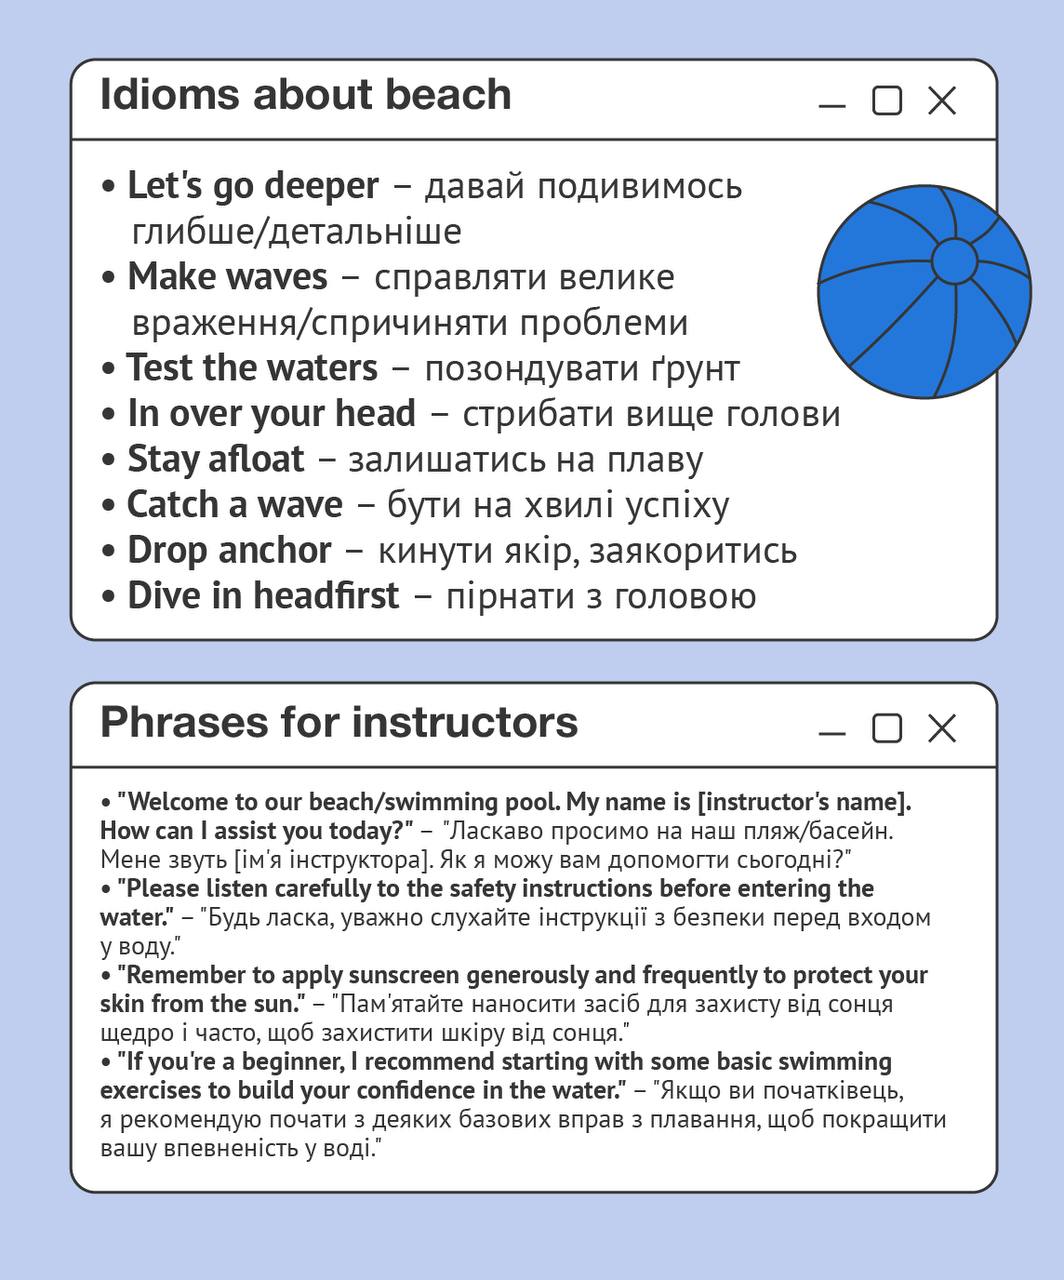 Idioms about beach
• Let's go deeper – давай подивимось
глибше/детальніше
• Make waves – справляти велике
враження/спричиняти проблеми
• Test the waters – позондувати ґрунт
• In over your head – стрибати вище голови
• Stay afloat – залишатись на плаву
• Catch a wave – бути на хвилі успіху
• Drop anchor – кинути якір, заякоритись
• Dive in headfirst – пірнати з головою
Phrases for instructors
• "Welcome to our beach/swimming pool. My name is [instructor's name].
How can I assist you today?" – "Ласкаво просимо на наш пляж/басейн.
Мене звуть [ім'я інструктора]. Як я можу вам допомогти сьогодні?"
• "Please listen carefully to the safety instructions before entering the
water." – "Будь ласка, уважно слухайте інструкції з безпеки перед входом
у воду."
• "Remember to apply sunscreen generously and frequently to protect your
skin from the sun." – "Пам'ятайте наносити засіб для захисту від сонця
щедро і часто, щоб захистити шкіру від сонця."
• "If you're a beginner, I recommend starting with some basic swimming
exercises to build your confidence in the water." – "Якщо ви початківець,
я рекомендую почати з деяких базових вправ з плавання, щоб покращити
вашу впевненість у воді."